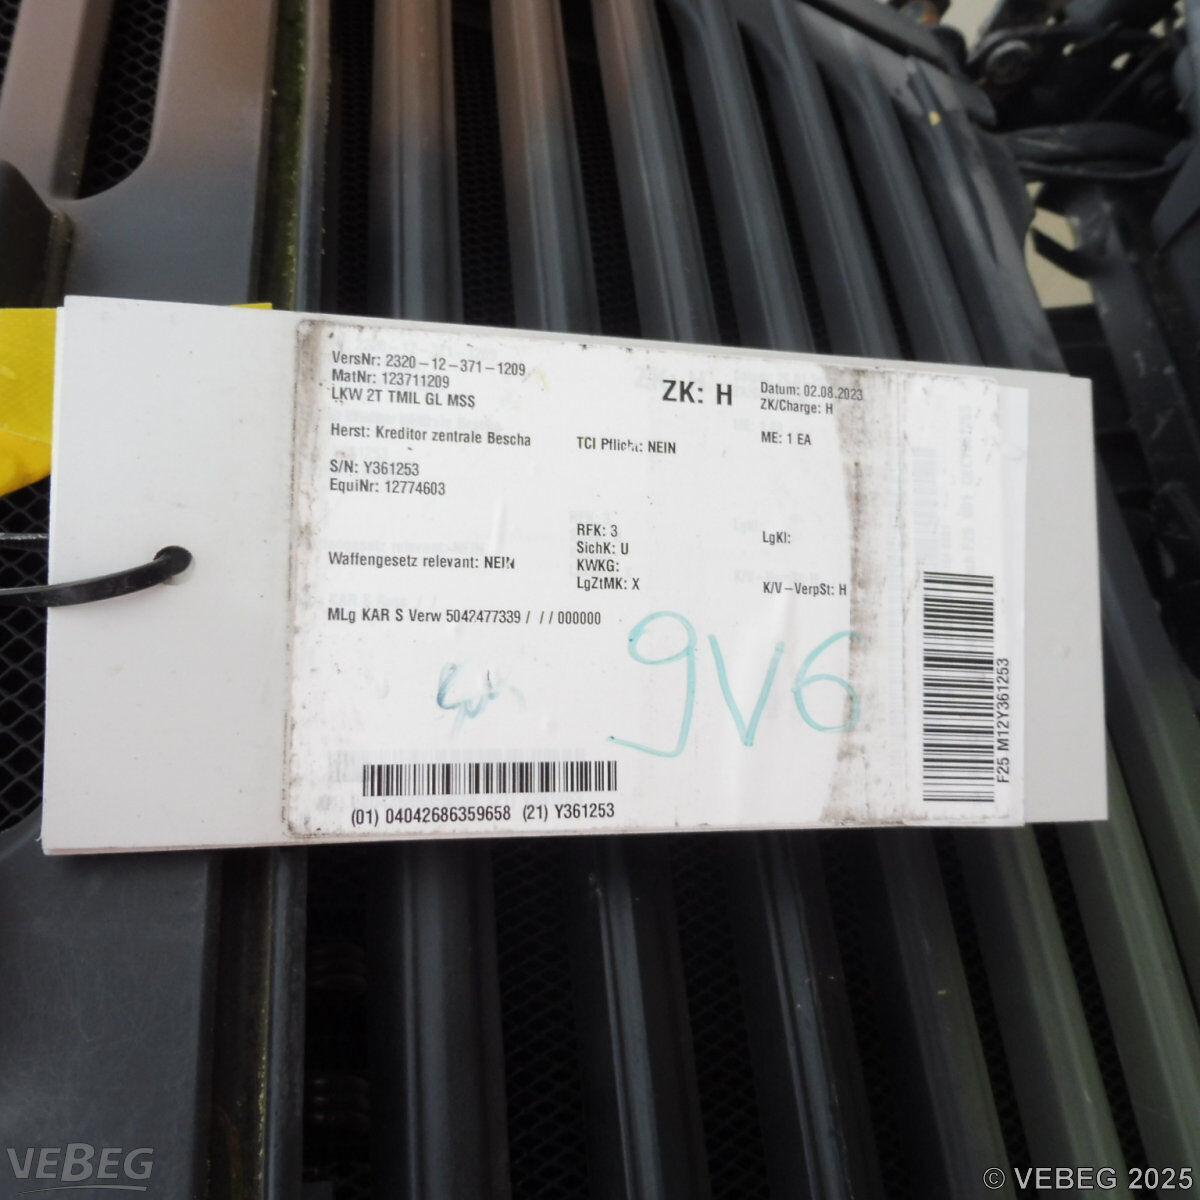 VersNr: 2320-12-371-1209
MatNr: 123711209
LKW 2T TMIL GL MSS
ZK: H
Datum: 02.08.2023
ZK/Charge: H
Herst: Kreditor zentrale Bescha
TCI Pflicht: NEIN
ME: 1 EA
S/N: Y361253
EquiNr: 12774603
RFK: 3
SichK: U
KWKG:
LgZtMK: X
LgKl:
Waffengesetz relevant: NEIN
K/V-VerpSt: H
MLg KAR S Verw 5042477339 / / / 000000
9V6
(01) 04042686359658 (21) Y361253
F25 M12Y361253
VEBEG
© VEBEG 2025